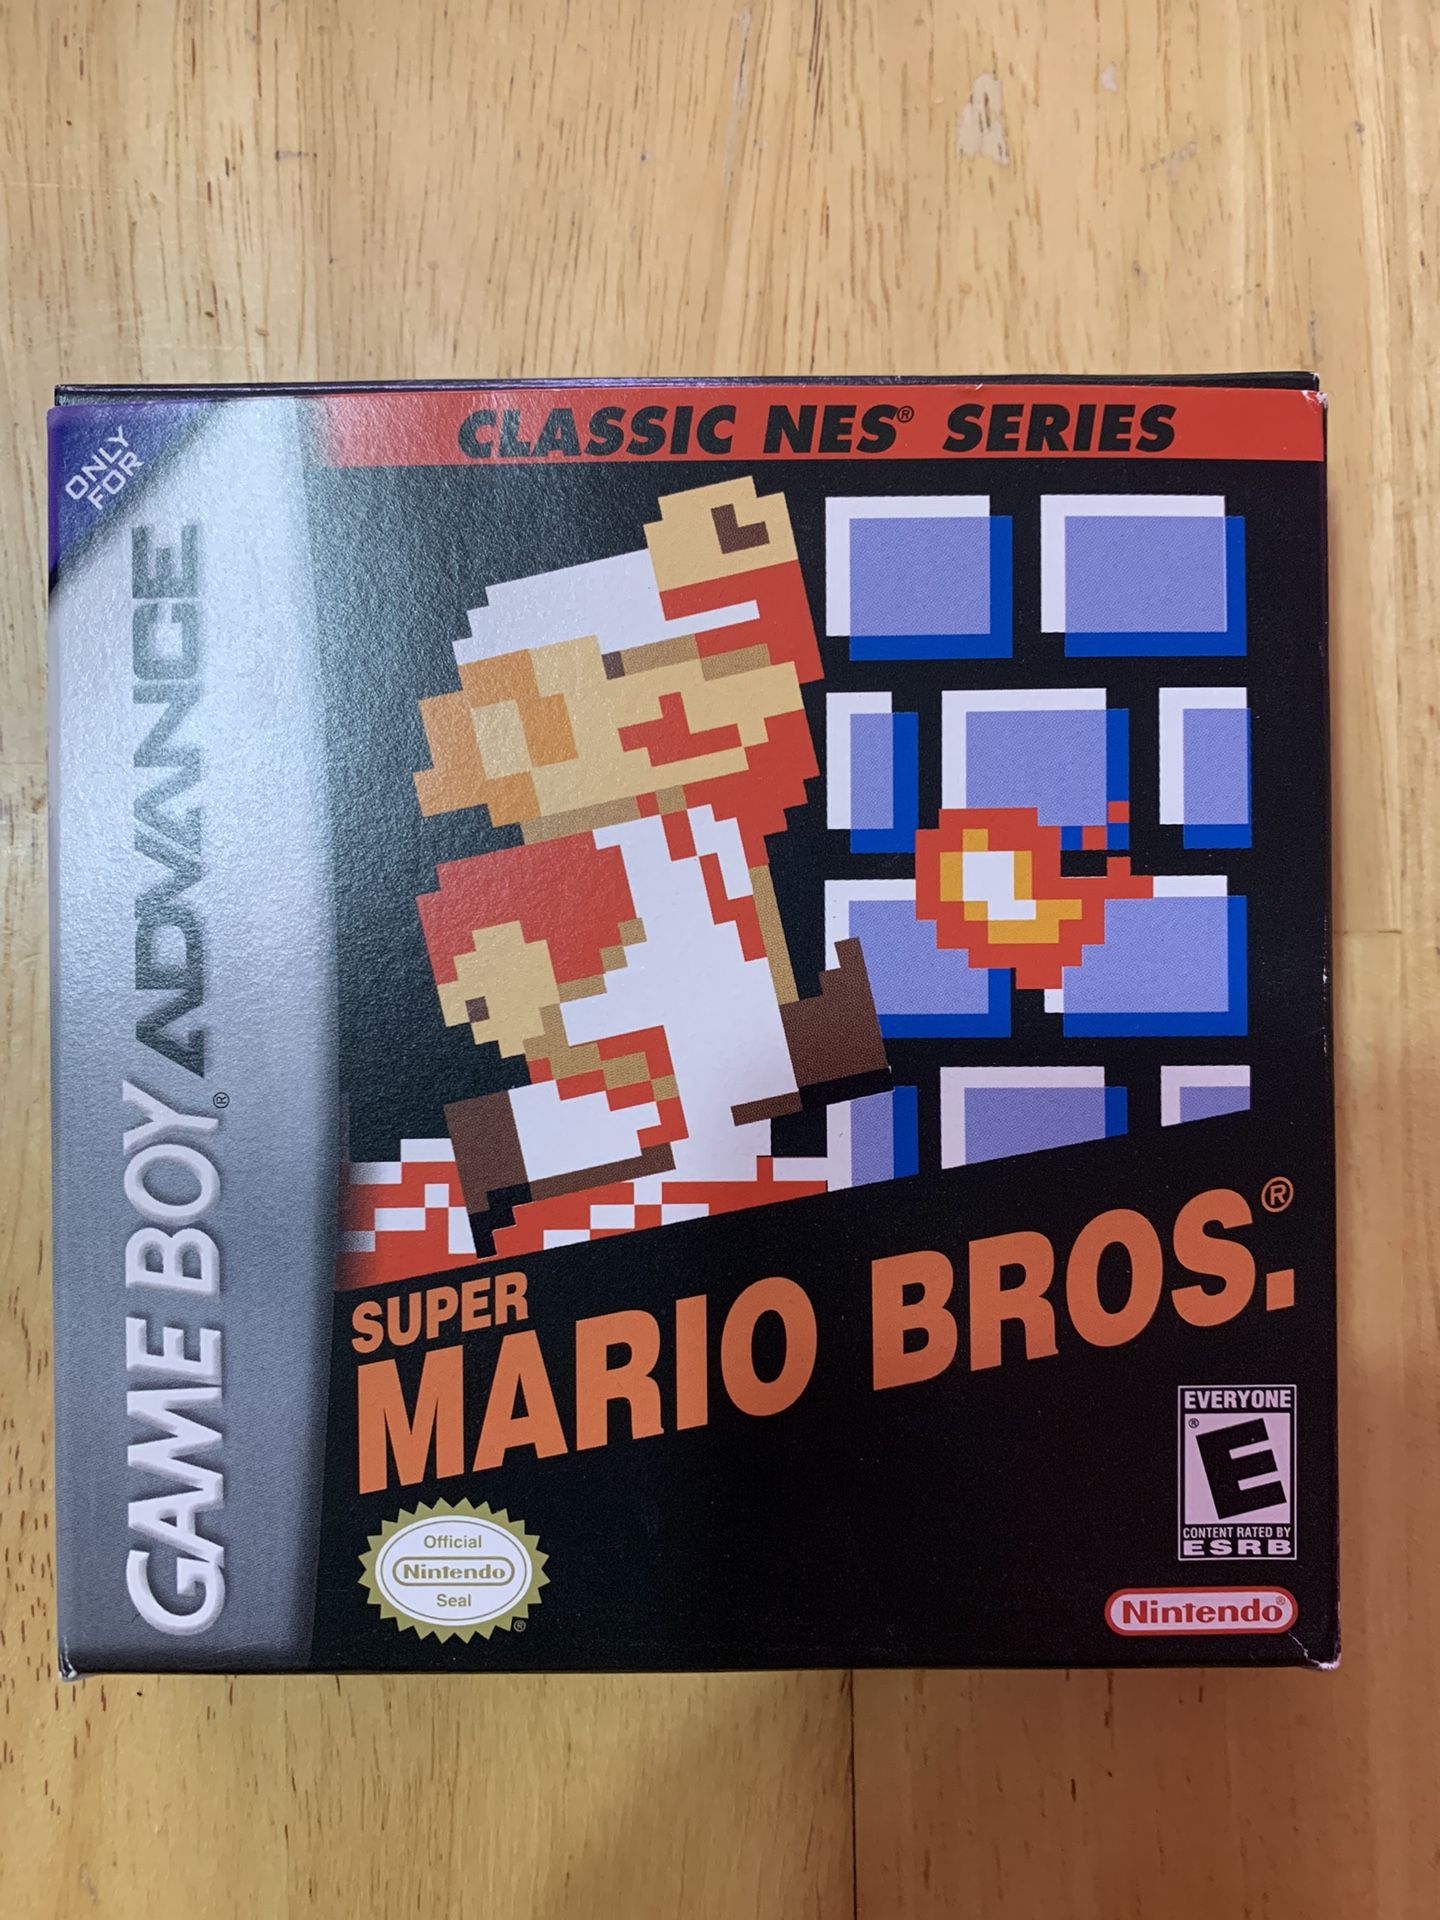 ONLY
FOR
GAME BOY® ADVANCE
CLASSIC NES® SERIES
SUPER
MARIO BROS.®
EVERYONE
® E
CONTENT RATED BY
ESRB
Official
Nintendo
Seal
®
Nintendo®